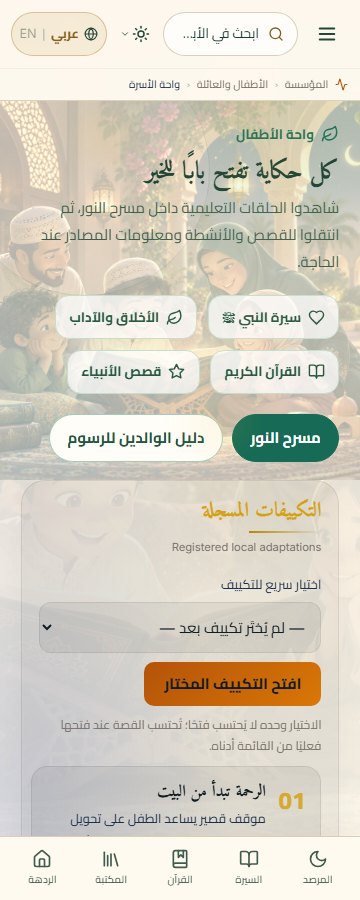 ابحث في الأبـ...
عربي | EN
المؤسسة ‹ الأطفال والعائلة ‹ واحة الأسرة
واحة الأطفال
كل حكاية تفتح بابًا للخير
شاهدوا الحلقات التعليمية داخل مسرح النور، ثم
انتقلوا للقصص والأنشطة ومعلومات المصادر عند
الحاجة.
سيرة النبي ﷺ
الأخلاق والآداب
القرآن الكريم
قصص الأنبياء
مسرح النور
دليل الوالدين للرسوم
التكييفات المسجلة
Registered local adaptations
اختيار سريع للتكييف
— لم يُختَر تكييف بعد —
افتح التكييف المختار
الاختيار وحده لا يُحتسب فتحًا؛ تُحتسب القصة عند فتحها
فعليًا من القائمة أدناه.
01
الرحمة تبدأ من البيت
موقف قصير يساعد الطفل على تحويل
المرصد
السيرة
القرآن
المكتبة
الردهة